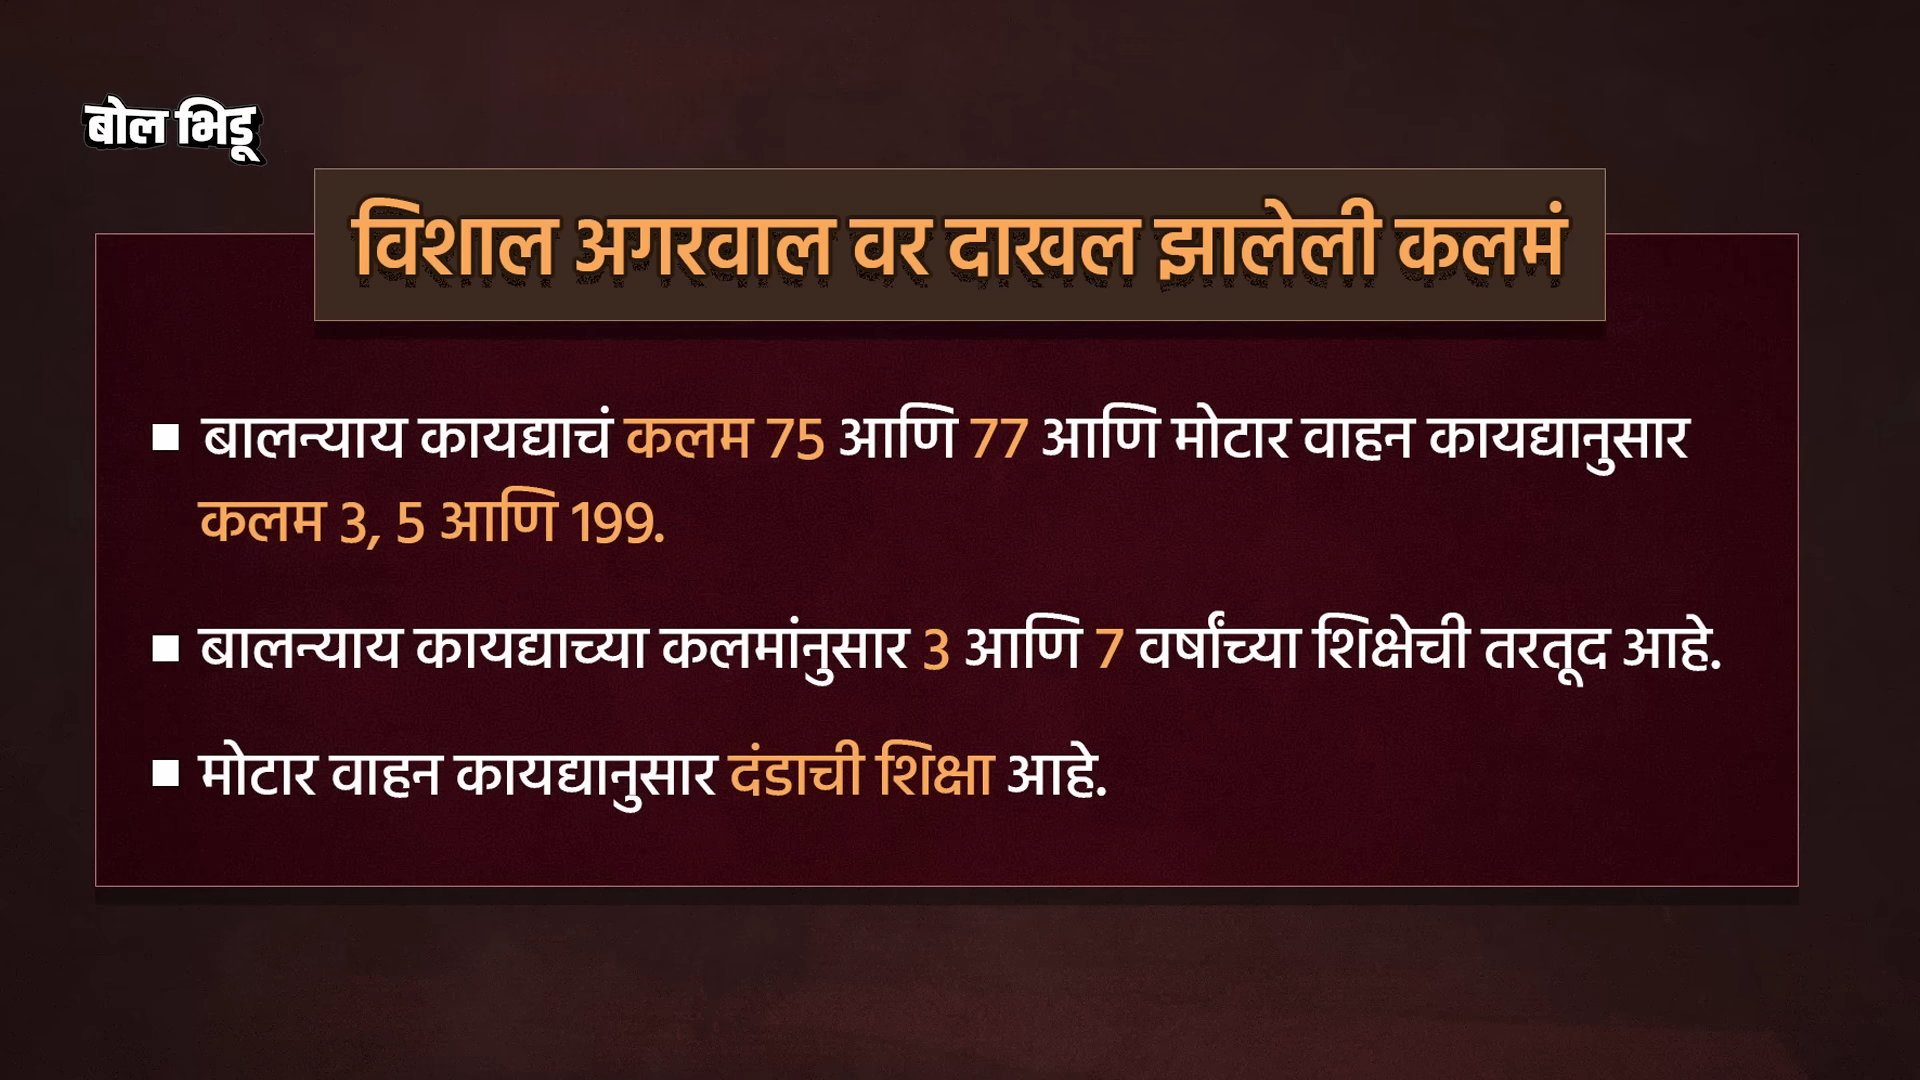 बोल भिडू
विशाल अगरवाल वर दाखल झालेली कलमं
▪ बालन्याय कायद्याचं कलम 75 आणि 77 आणि मोटार वाहन कायद्यानुसार
कलम 3, 5 आणि 199.
▪ बालन्याय कायद्याच्या कलमांनुसार 3 आणि 7 वर्षांच्या शिक्षेची तरतूद आहे.
▪ मोटार वाहन कायद्यानुसार दंडाची शिक्षा आहे.